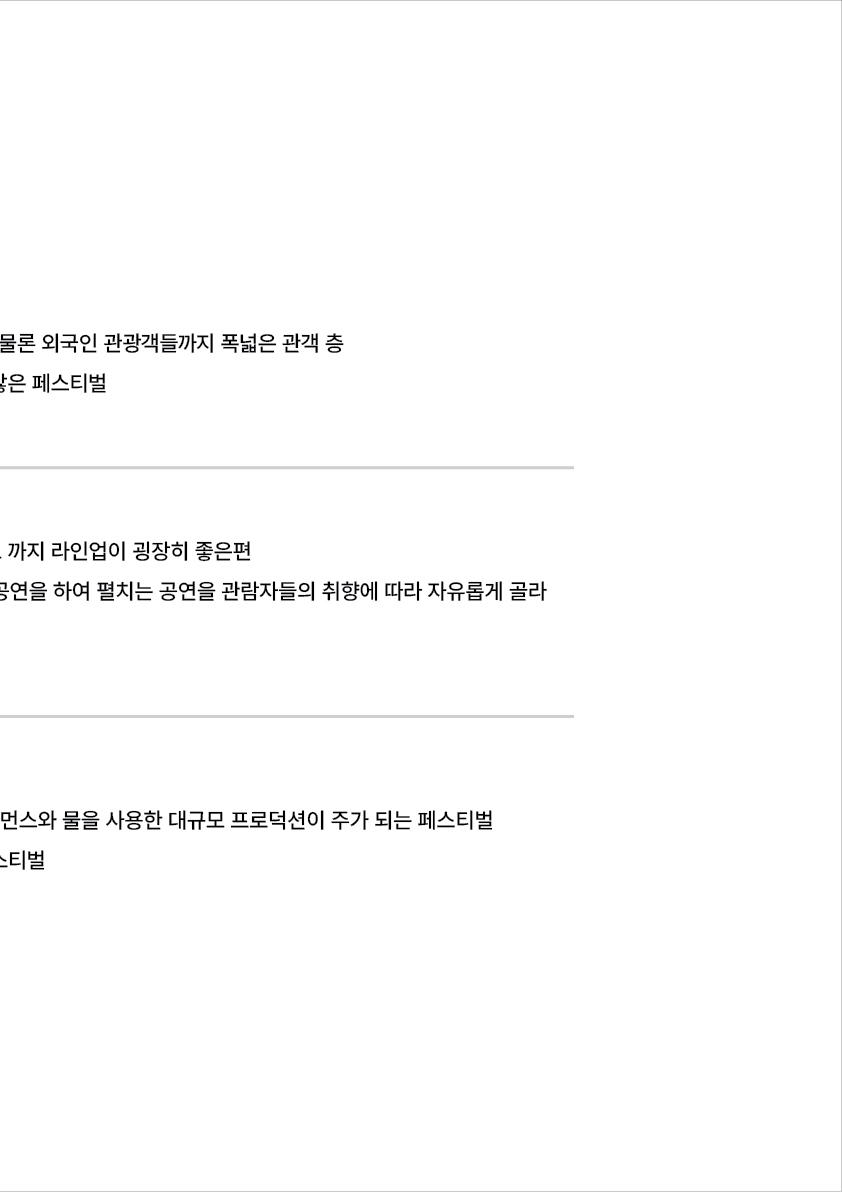 물론 외국인 관광객들까지 폭넓은 관객 층
은 페스티벌
까지 라인업이 굉장히 좋은편
공연을 하여 펼치는 공연을 관람자들의 취향에 따라 자유롭게 골라
먼스와 물을 사용한 대규모 프로덕션이 주가 되는 페스티벌
스티벌